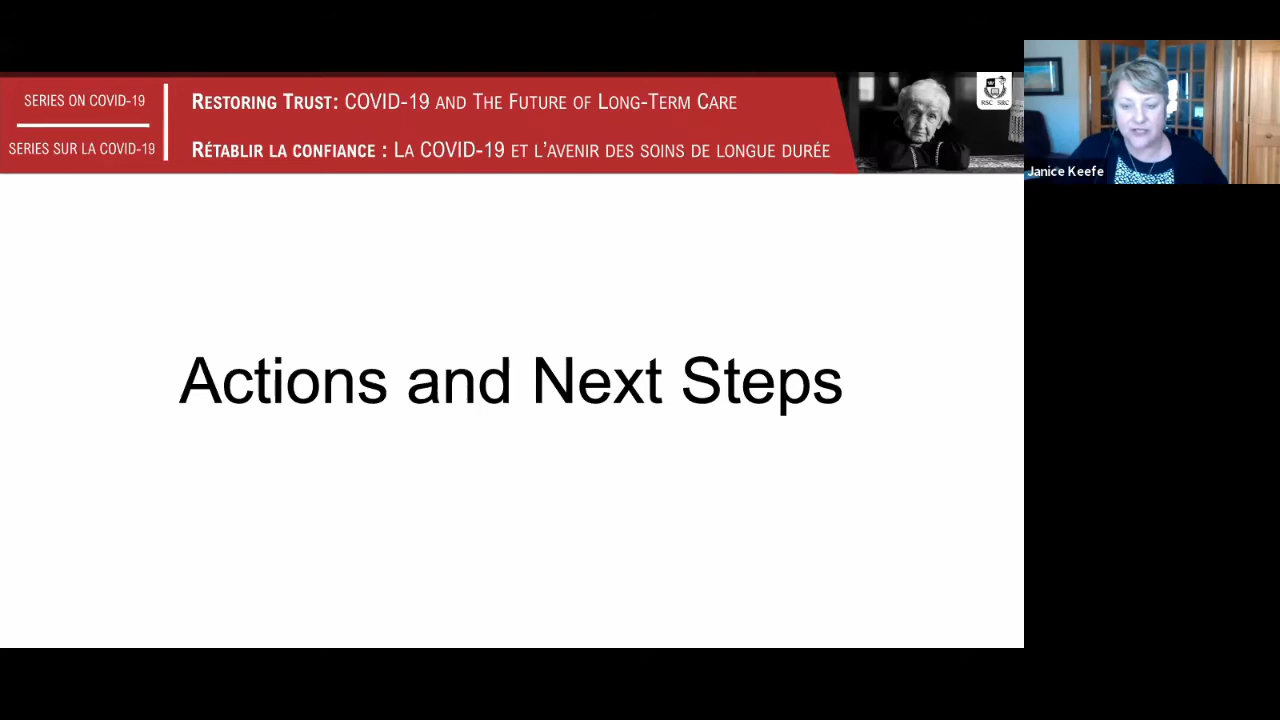 SERIES ON COVID-19
SERIES SUR LA COVID-19
RESTORING TRUST: COVID-19 AND THE FUTURE OF LONG-TERM CARE
RÉTABLIR LA CONFIANCE : LA COVID-19 ET L'AVENIR DES SOINS DE LONGUE DURÉE
RSC SRC
Janice Keefe
Actions and Next Steps